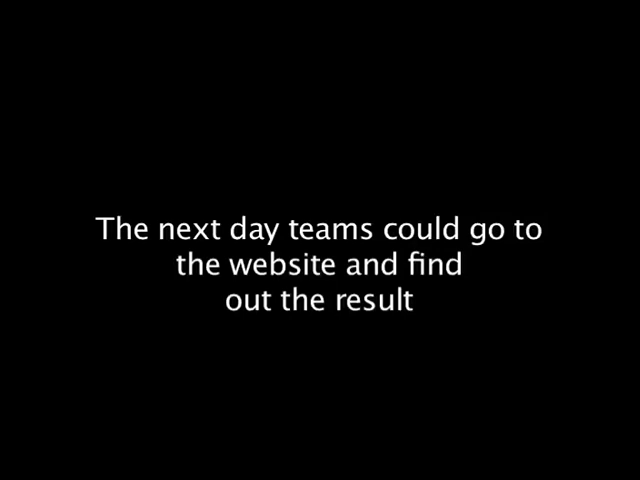 The next day teams could go to
the website and find
out the result